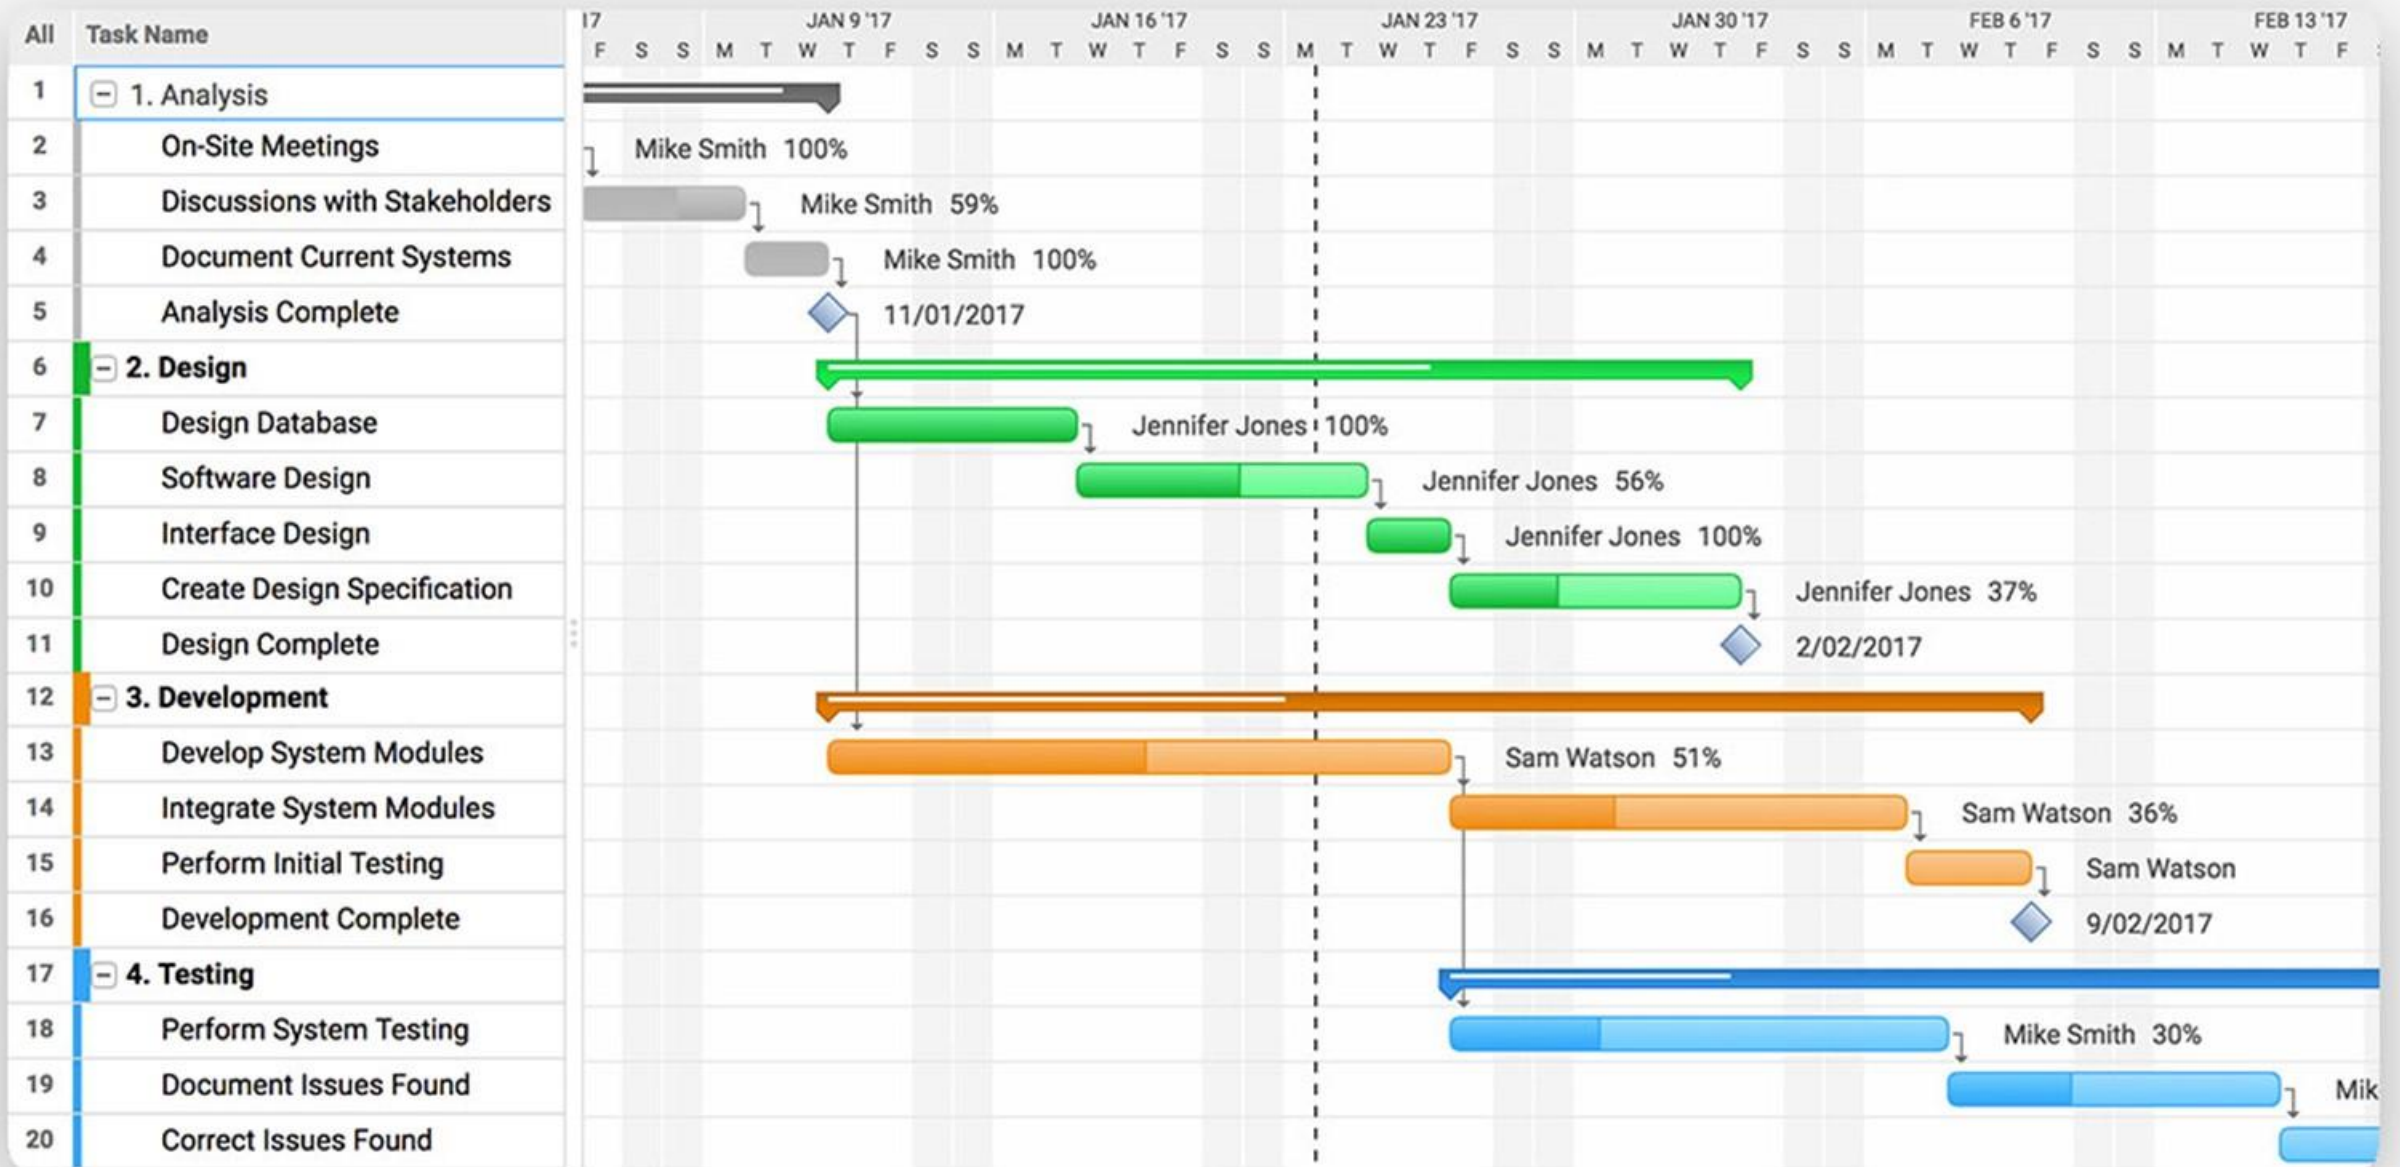 All Task Name 17 JAN 9 '17 JAN 16 '17 JAN 23 '17 JAN 30 '17 FEB 6 '17 FEB 13 '17
F S S M T W T F S S M T W T F S S M T W T F S S M T W T F S S M T W T F S S M T W T F
1 1. Analysis
2 On-Site Meetings Mike Smith 100%
3 Discussions with Stakeholders Mike Smith 59%
4 Document Current Systems Mike Smith 100%
5 Analysis Complete 11/01/2017
6 2. Design
7 Design Database Jennifer Jones 100%
8 Software Design Jennifer Jones 56%
9 Interface Design Jennifer Jones 100%
10 Create Design Specification Jennifer Jones 37%
11 Design Complete 2/02/2017
12 3. Development
13 Develop System Modules Sam Watson 51%
14 Integrate System Modules Sam Watson 36%
15 Perform Initial Testing Sam Watson
16 Development Complete 9/02/2017
17 4. Testing
18 Perform System Testing Mike Smith 30%
19 Document Issues Found Mik
20 Correct Issues Found